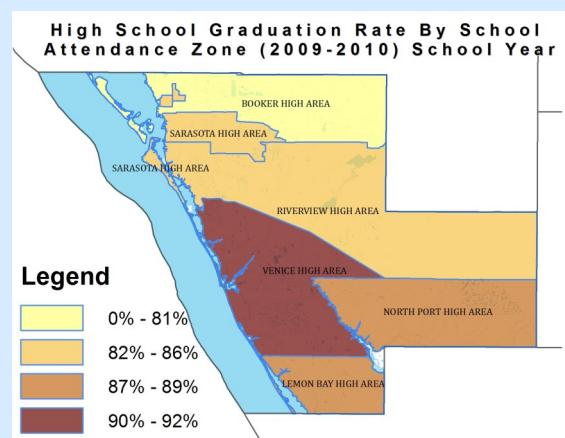 High School Graduation Rate By School
Attendance Zone (2009-2010) School Year
BOOKER HIGH AREA
SARASOTA HIGH AREA
SARASOTA HIGH AREA
RIVERVIEW HIGH AREA
VENICE HIGH AREA
NORTH PORT HIGH AREA
LEMON BAY HIGH AREA
Legend
0% - 81%
82% - 86%
87% - 89%
90% - 92%